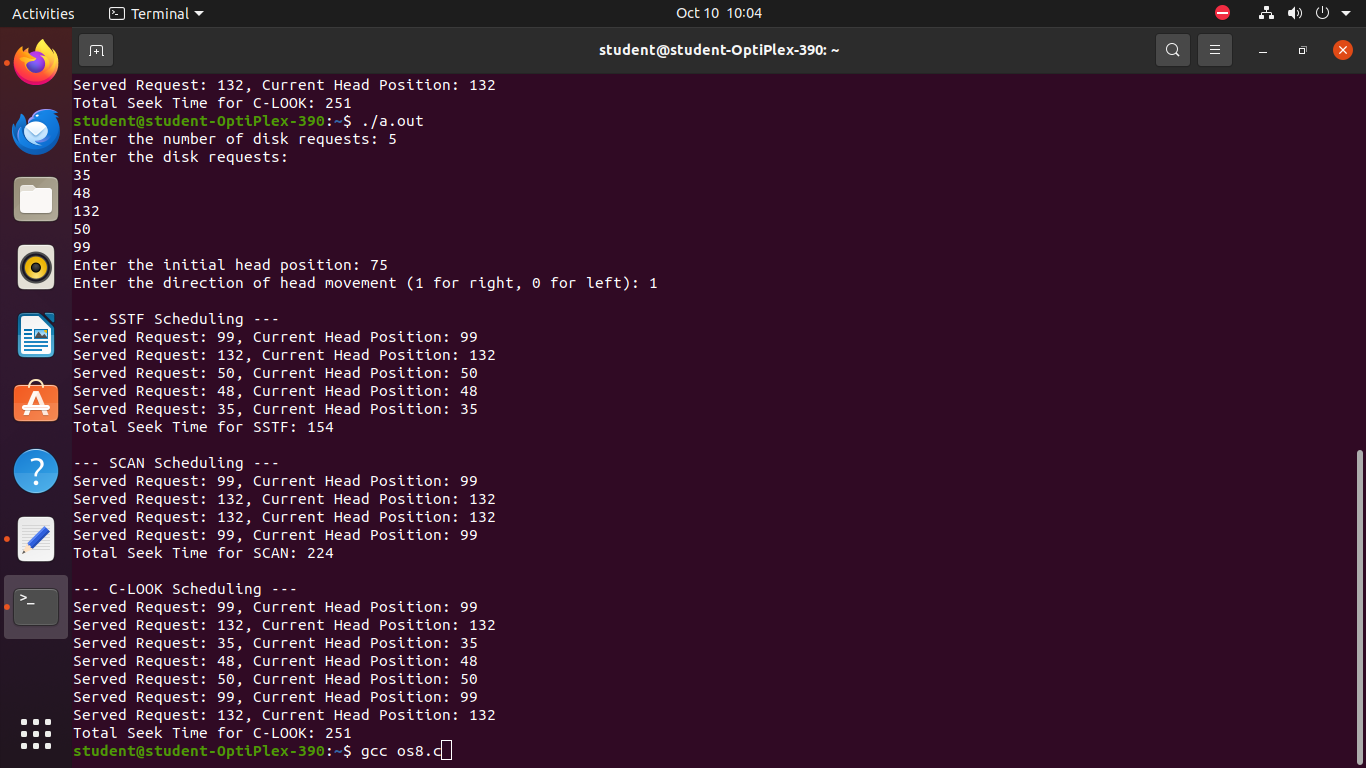 Activities Terminal Oct 10 10:04
student@student-OptiPlex-390: ~
Served Request: 132, Current Head Position: 132
Total Seek Time for C-LOOK: 251
student@student-OptiPlex-390:~$ ./a.out
Enter the number of disk requests: 5
Enter the disk requests:
35
48
132
50
99
Enter the initial head position: 75
Enter the direction of head movement (1 for right, 0 for left): 1
--- SSTF Scheduling ---
Served Request: 99, Current Head Position: 99
Served Request: 132, Current Head Position: 132
Served Request: 50, Current Head Position: 50
Served Request: 48, Current Head Position: 48
Served Request: 35, Current Head Position: 35
Total Seek Time for SSTF: 154
--- SCAN Scheduling ---
Served Request: 99, Current Head Position: 99
Served Request: 132, Current Head Position: 132
Served Request: 132, Current Head Position: 132
Served Request: 99, Current Head Position: 99
Total Seek Time for SCAN: 224
--- C-LOOK Scheduling ---
Served Request: 99, Current Head Position: 99
Served Request: 132, Current Head Position: 132
Served Request: 35, Current Head Position: 35
Served Request: 48, Current Head Position: 48
Served Request: 50, Current Head Position: 50
Served Request: 99, Current Head Position: 99
Served Request: 132, Current Head Position: 132
Total Seek Time for C-LOOK: 251
student@student-OptiPlex-390:~$ gcc os8.c